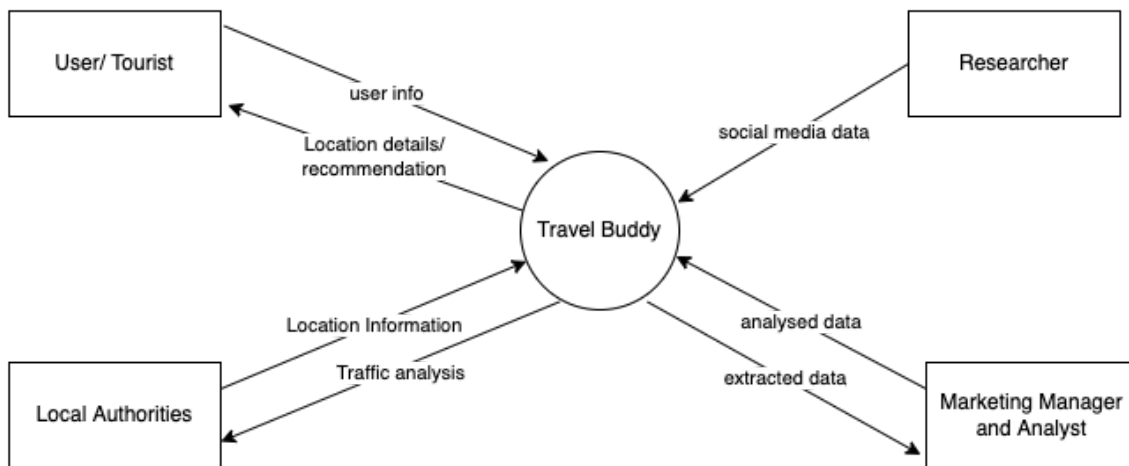 User/ Tourist
Researcher
user info
social media data
Location details/
recommendation
Travel Buddy
Location Information
analysed data
Traffic analysis
extracted data
Local Authorities
Marketing Manager
and Analyst